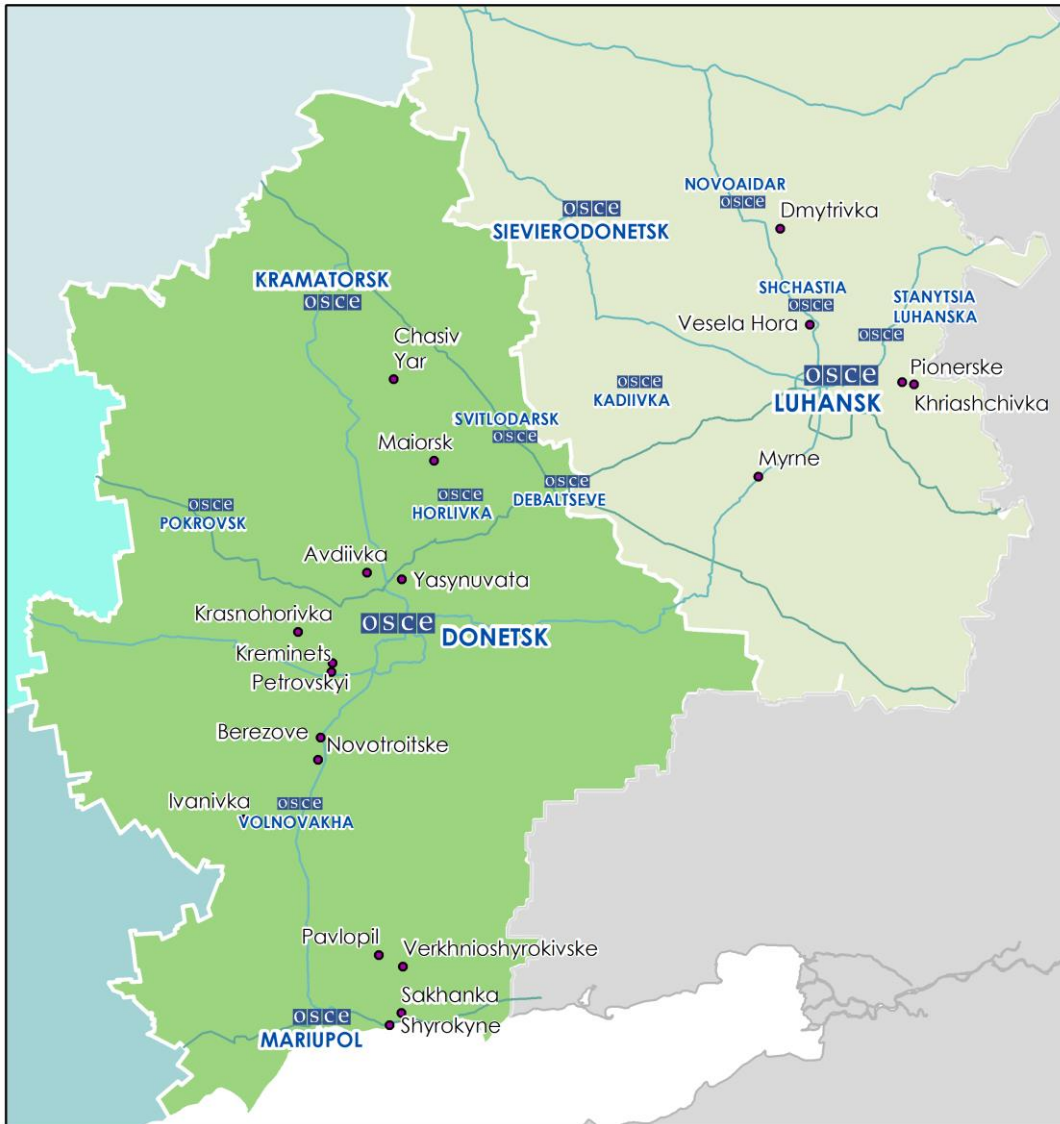 NOVOAIDAR
osce
osce
Dmytrivka
SIEVIERODONETSK
KRAMATORSK
osce
SHCHASTIA
osce
STANYTSIA
LUHANSKA
osce
Vesela Hora
Chasiv
Yar
osce
KADIIVKA
osce
LUHANSK
Pionerske
Khriashchivka
SVITLODARSK
osce
Maiorsk
Myrne
osce
POKROVSK
osce
HORLIVKA
osce
DEBALTSEVE
Avdiivka
Yasynuvata
Krasnohorivka
osce
DONETSK
Kreminets
Petrovskyi
Berezove
Novotroitske
Ivanivka
osce
VOLNOVAKHA
Pavlopil
Verkhnioshyrokivske
Sakhanka
osce
Shyrokyne
MARIUPOL